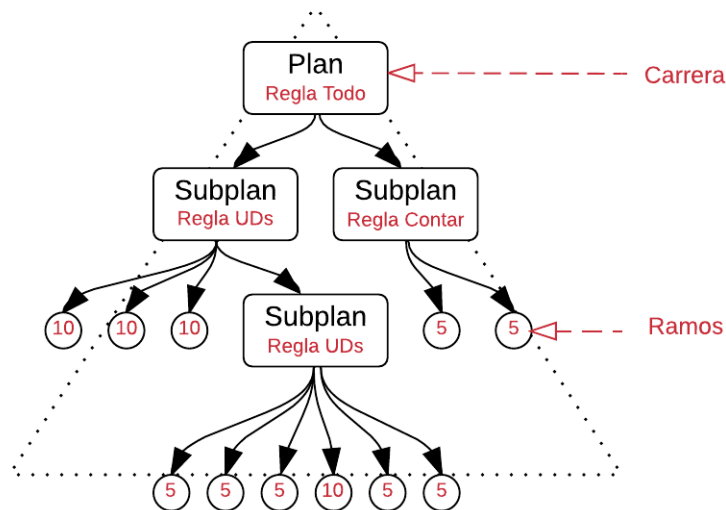 Plan
Regla Todo
Carrera
Subplan
Regla UDs
Subplan
Regla Contar
10
10
10
Subplan
Regla UDs
5
5
Ramos
5
5
5
10
5
5